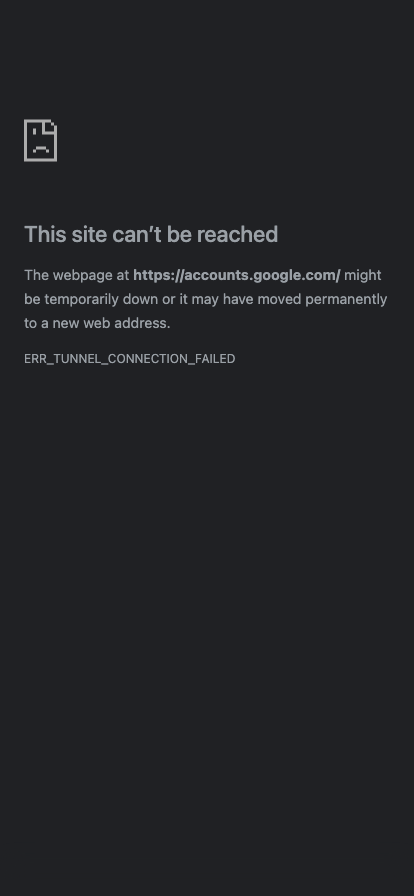 This site can’t be reached
The webpage at https://accounts.google.com/ might
be temporarily down or it may have moved permanently
to a new web address.
ERR_TUNNEL_CONNECTION_FAILED